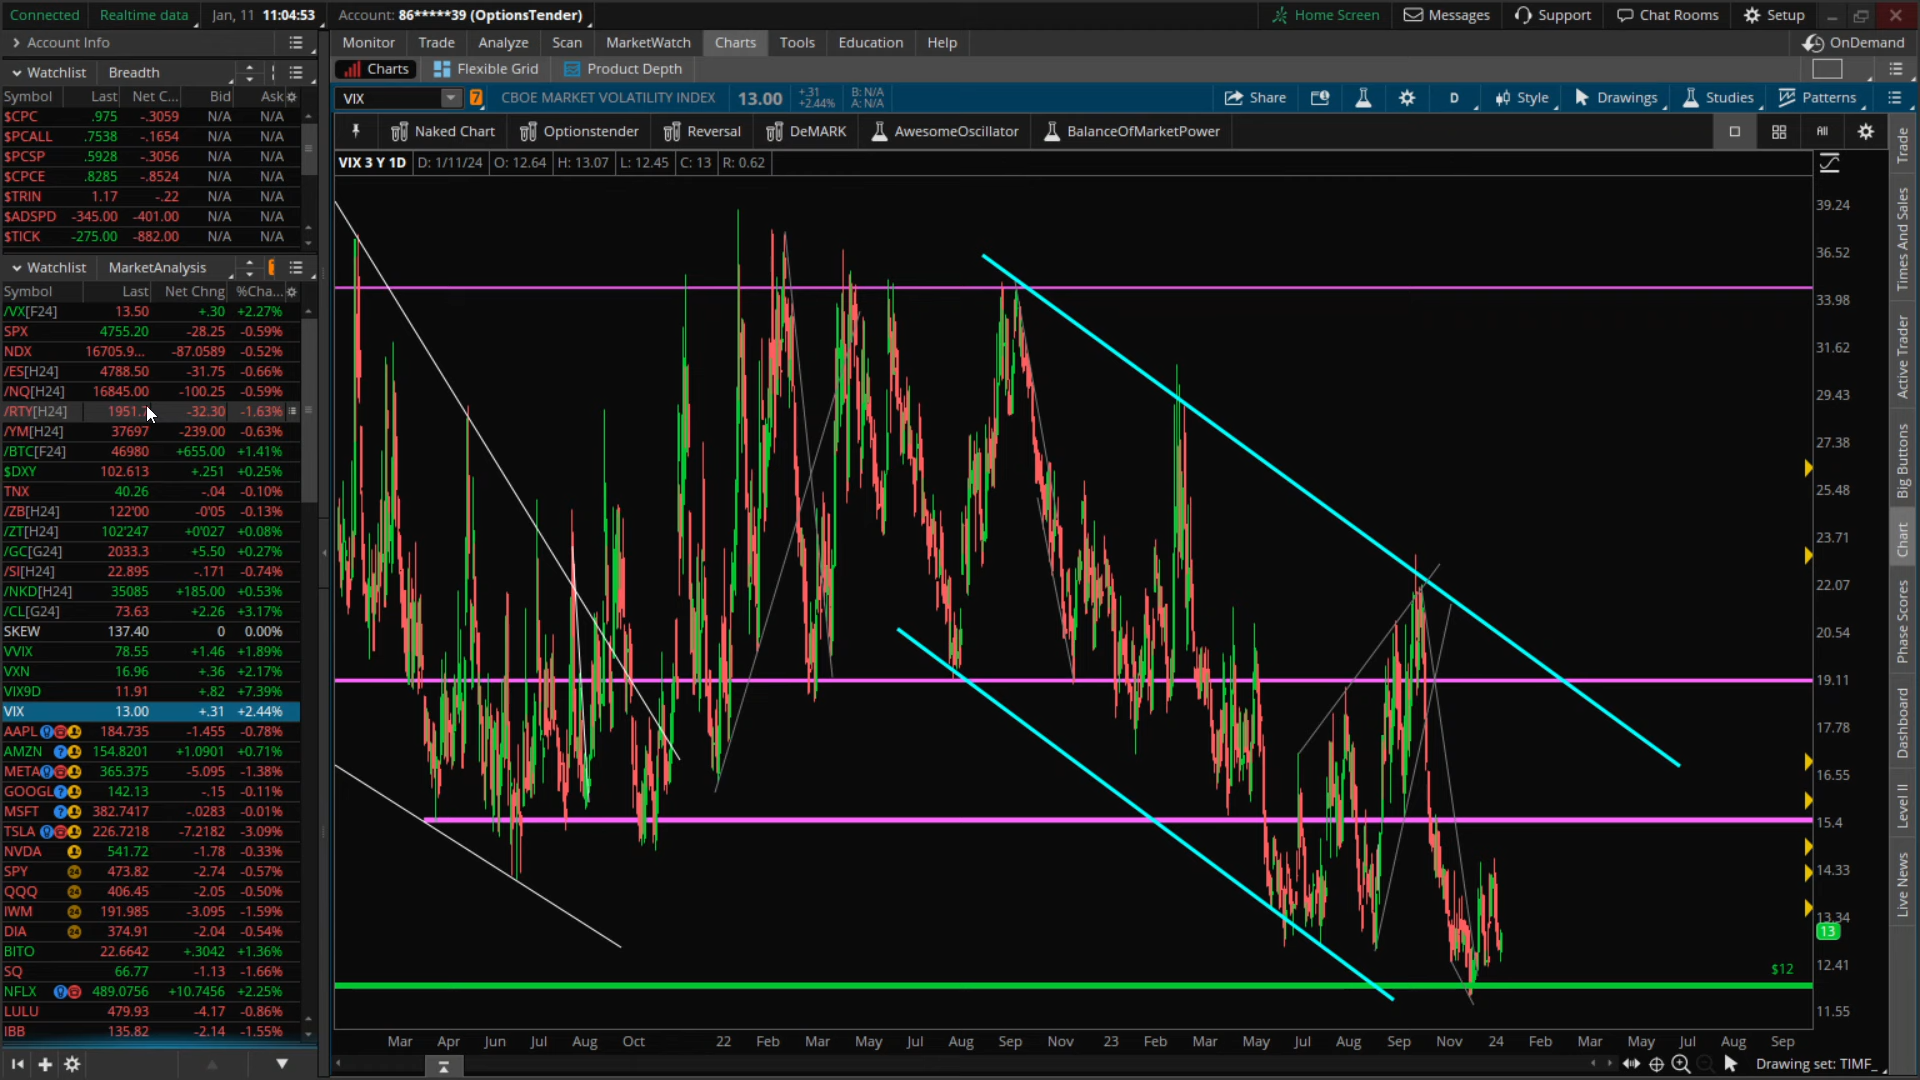 Connected Realtime data Jan, 11 11:04:53 Account: 86*****39 (OptionsTender) Home Screen Messages Support Chat Rooms Setup
Account Info Monitor Trade Analyze Scan MarketWatch Charts Tools Education Help OnDemand
Charts Flexible Grid Product Depth
Watchlist Breadth
Symbol Last Net C... Bid Ask
$CPC .975 -.3059 N/A N/A
$PCALL .7538 -.1654 N/A N/A
$PCSP .5928 -.3056 N/A N/A
$CPCE .8285 -.8524 N/A N/A
$TRIN 1.17 -.22 N/A N/A
$ADSPD -345.00 -401.00 N/A N/A
$TICK -275.00 -882.00 N/A N/A
Watchlist MarketAnalysis
Symbol Last Net Chng %Cha...
/VX[F24] 13.50 +.30 +2.27%
SPX 4755.20 -28.25 -0.59%
NDX 16705.9... -87.0589 -0.52%
/ES[H24] 4788.50 -31.75 -0.66%
/NQ[H24] 16845.00 -100.25 -0.59%
/RTY[H24] 1951.7 -32.30 -1.63%
/YM[H24] 37697 -239.00 -0.63%
/BTC[F24] 46980 +655.00 +1.41%
$DXY 102.613 +.251 +0.25%
TNX 40.26 -.04 -0.10%
/ZB[H24] 122'00 -0'05 -0.13%
/ZT[H24] 102'247 +0'027 +0.08%
/GC[G24] 2033.3 +5.50 +0.27%
/SI[H24] 22.895 -.171 -0.74%
/NKD[H24] 35085 +185.00 +0.53%
/CL[G24] 73.63 +2.26 +3.17%
SKEW 137.40 0 0.00%
VVIX 78.55 +1.46 +1.89%
VXN 16.96 +.36 +2.17%
VIX9D 11.91 +.82 +7.39%
VIX 13.00 +.31 +2.44%
AAPL 184.735 -1.455 -0.78%
AMZN 154.8201 +1.0901 +0.71%
META 365.375 -5.095 -1.38%
GOOGL 142.13 -.15 -0.11%
MSFT 382.7417 -.0283 -0.01%
TSLA 226.7218 -7.2182 -3.09%
NVDA 541.72 -1.78 -0.33%
SPY 24 473.82 -2.74 -0.57%
QQQ 24 406.45 -2.05 -0.50%
IWM 24 191.985 -3.095 -1.59%
DIA 24 374.91 -2.04 -0.54%
BITO 22.6642 +.3042 +1.36%
SQ 66.77 -1.13 -1.66%
NFLX 489.0756 +10.7456 +2.25%
LULU 479.93 -4.17 -0.86%
IBB 135.82 -2.14 -1.55%
VIX 7 CBOE MARKET VOLATILITY INDEX 13.00 +.31 +2.44% B: N/A A: N/A Share D Style Drawings Studies Patterns
Naked Chart Optionstender Reversal DeMARK AwesomeOscillator BalanceOfMarketPower All
VIX 3 Y 1D D: 1/11/24 O: 12.64 H: 13.07 L: 12.45 C: 13 R: 0.62
39.24
36.52
33.98
31.62
29.43
27.38
25.48
23.71
22.07
20.54
19.11
17.78
16.55
15.4
14.33
13.34
13
12.41
$12
11.55
Mar Apr Jun Jul Aug Oct 22 Feb Mar May Jul Aug Sep Nov 23 Feb Mar May Jul Aug Sep Nov 24 Feb Mar May Jul Aug Sep
Drawing set: TIMF_
Trade
Times And Sales
Active Trader
Big Buttons
Chart
Phase Scores
Dashboard
Level II
Live News